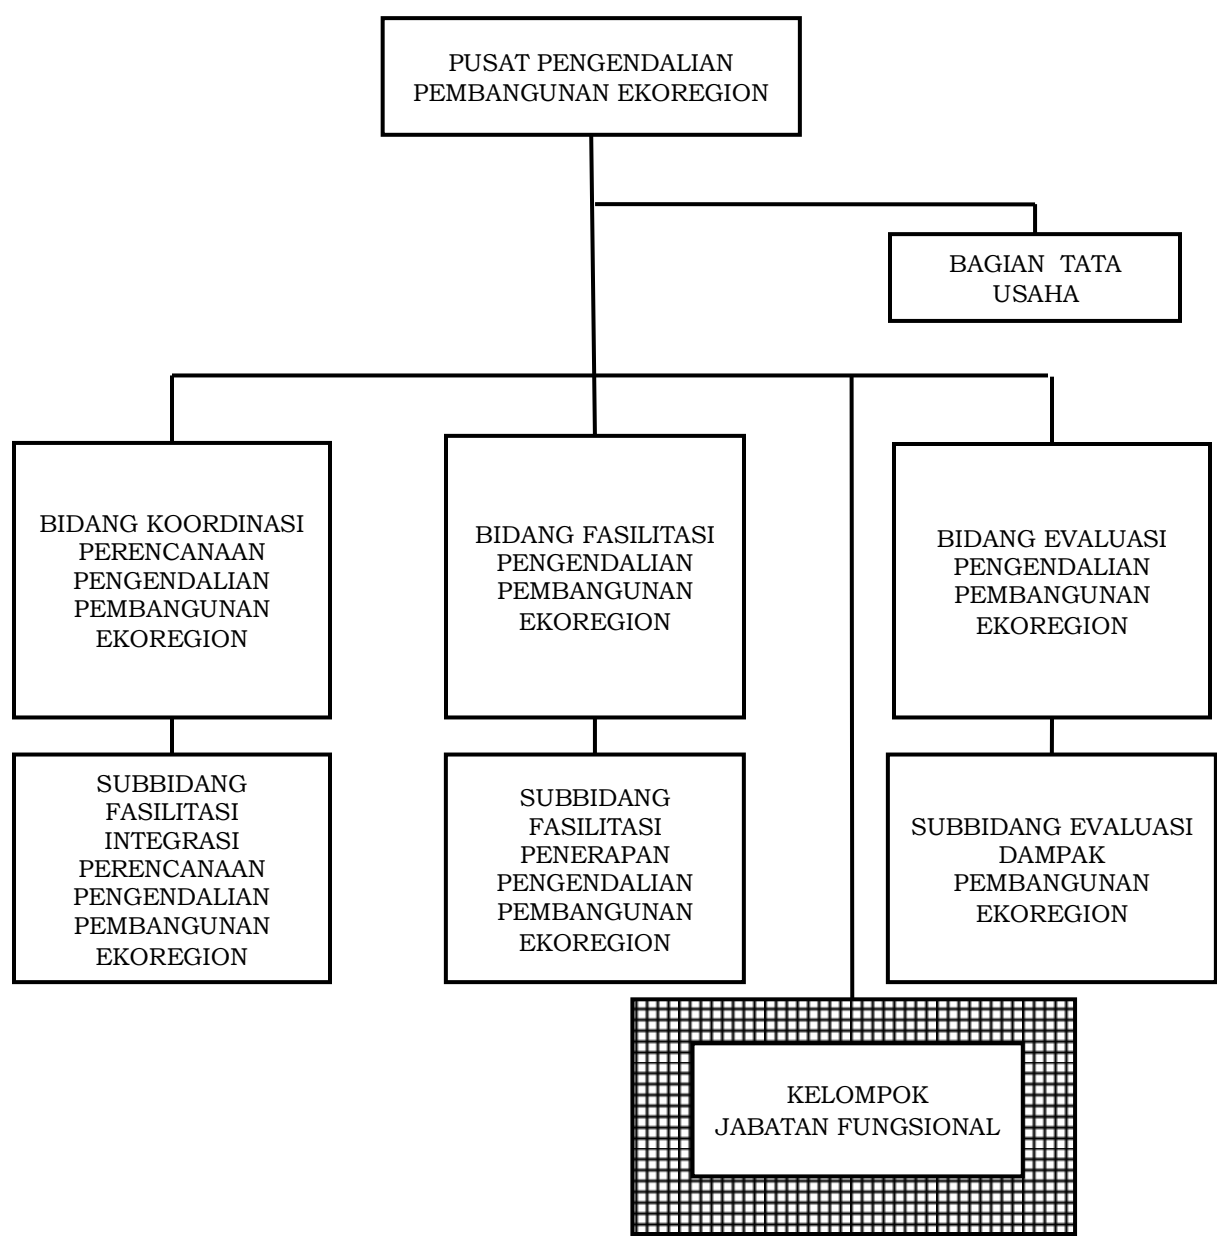 PUSAT PENGENDALIAN
PEMBANGUNAN EKOREGION
BAGIAN TATA
USAHA
BIDANG KOORDINASI
PERENCANAAN
PENGENDALIAN
PEMBANGUNAN
EKOREGION
BIDANG FASILITASI
PENGENDALIAN
PEMBANGUNAN
EKOREGION
BIDANG EVALUASI
PENGENDALIAN
PEMBANGUNAN
EKOREGION
SUBBIDANG
FASILITASI
INTEGRASI
PERENCANAAN
PENGENDALIAN
PEMBANGUNAN
EKOREGION
SUBBIDANG
FASILITASI
PENERAPAN
PENGENDALIAN
PEMBANGUNAN
EKOREGION
SUBBIDANG EVALUASI
DAMPAK
PEMBANGUNAN
EKOREGION
KELOMPOK
JABATAN FUNGSIONAL